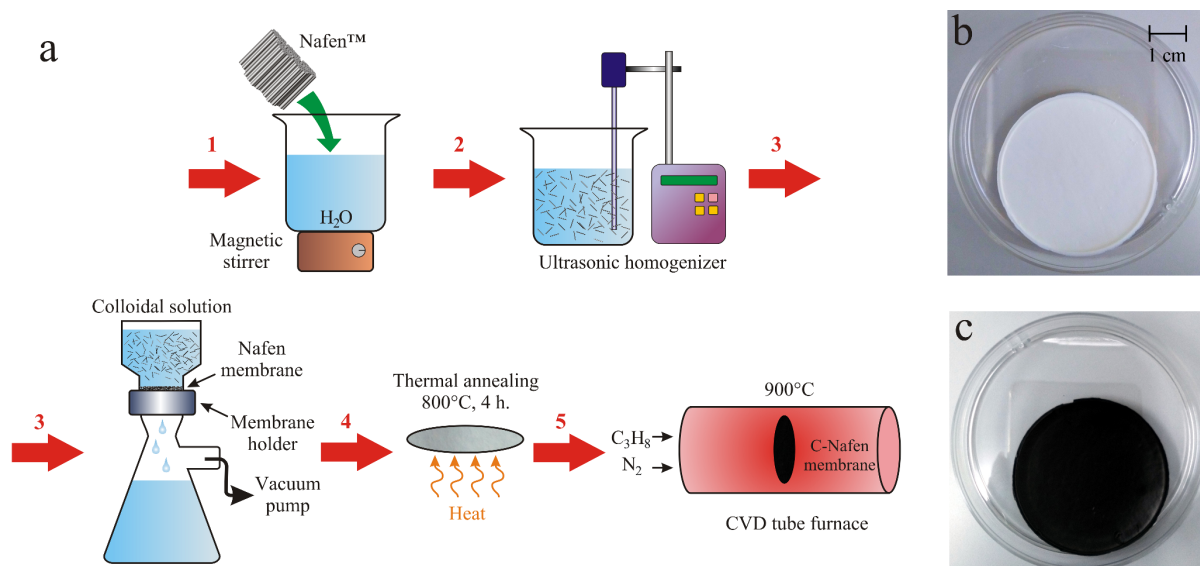 a
Nafen™
1
H₂O
Magnetic
stirrer
2
Ultrasonic homogenizer
3
b
1 cm
3
Colloidal solution
Nafen
membrane
Membrane
holder
Vacuum
pump
4
Thermal annealing
800°C, 4 h.
Heat
5
C₃H₈
N₂
900°C
C-Nafen
membrane
CVD tube furnace
c